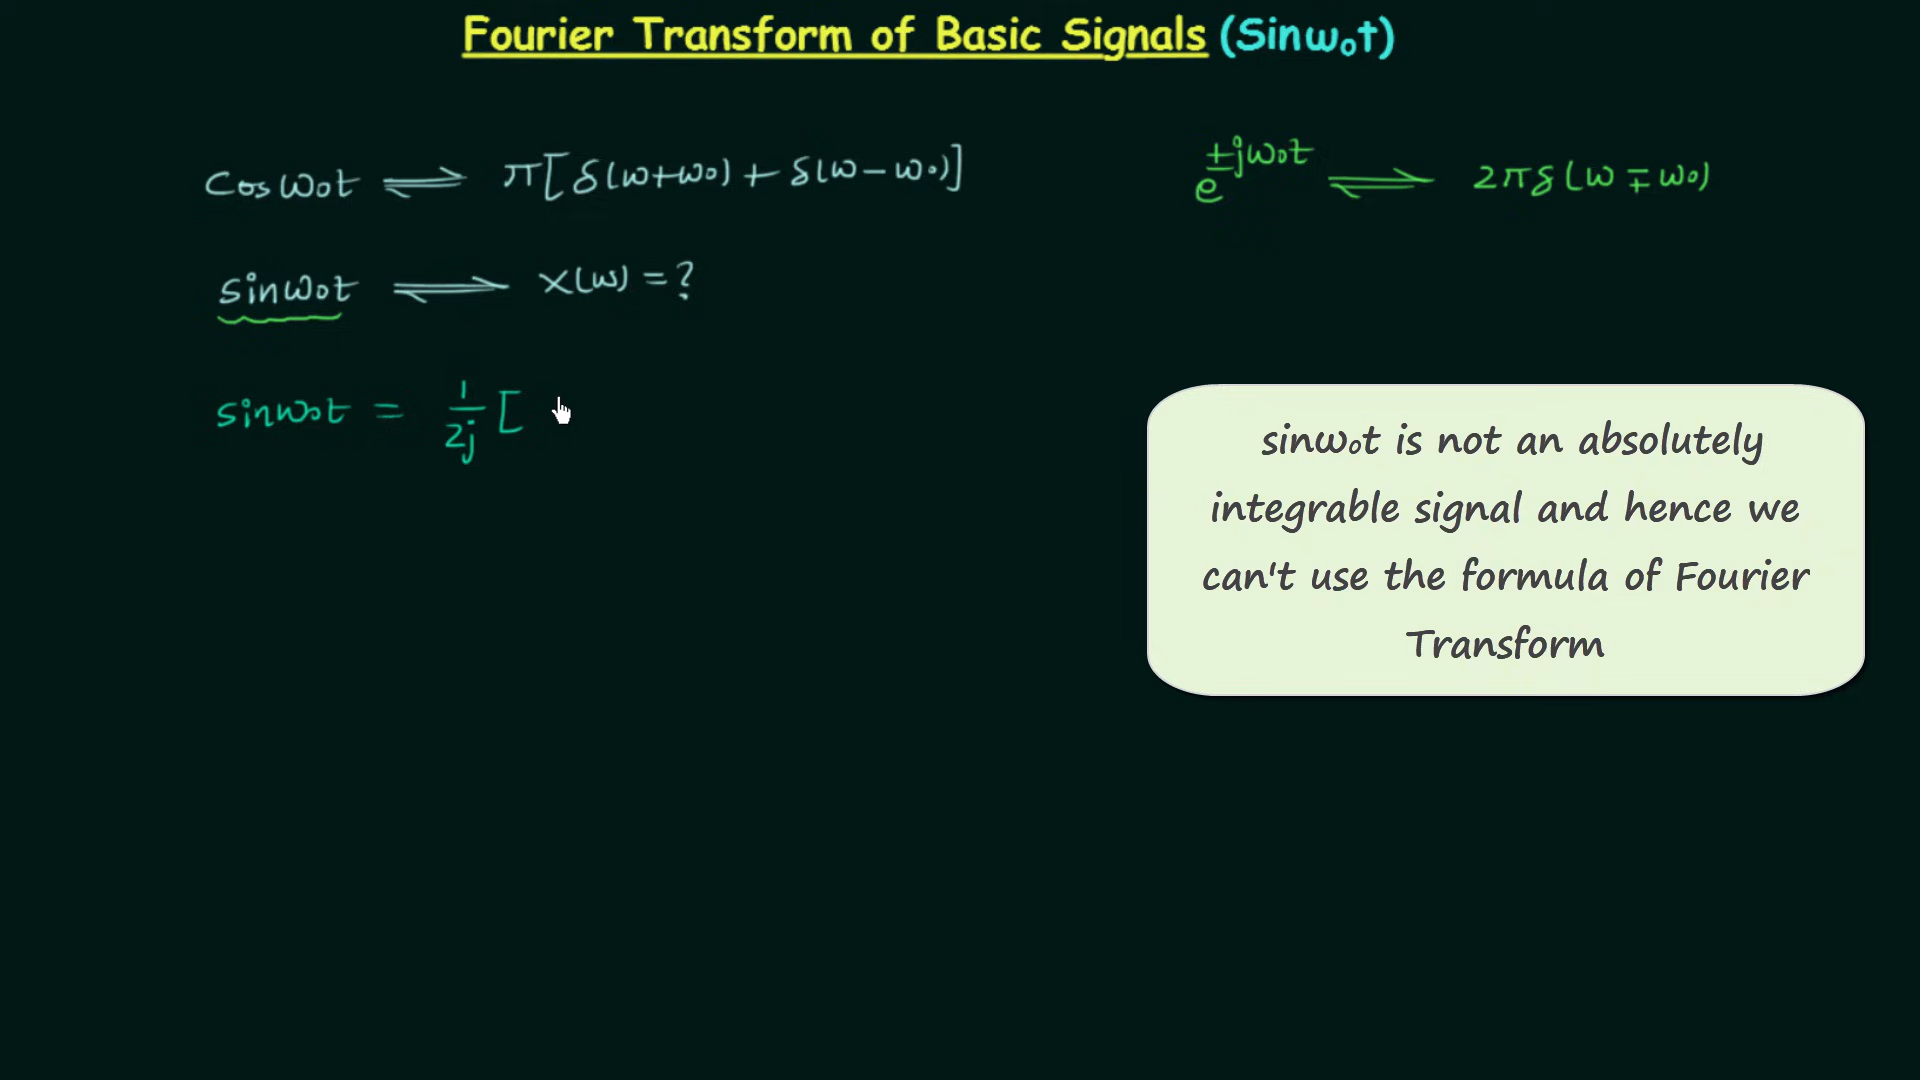 Fourier Transform of Basic Signals (Sinω₀t)
Cosω₀t ⇌ π[δ(ω+ω₀) + δ(ω−ω₀)]
e^±jω₀t ⇌ 2πδ(ω∓ω₀)
sinω₀t ⇌ X(ω) = ?
sinω₀t = 1/2j [
sinω₀t is not an absolutely
integrable signal and hence we
can't use the formula of Fourier
Transform